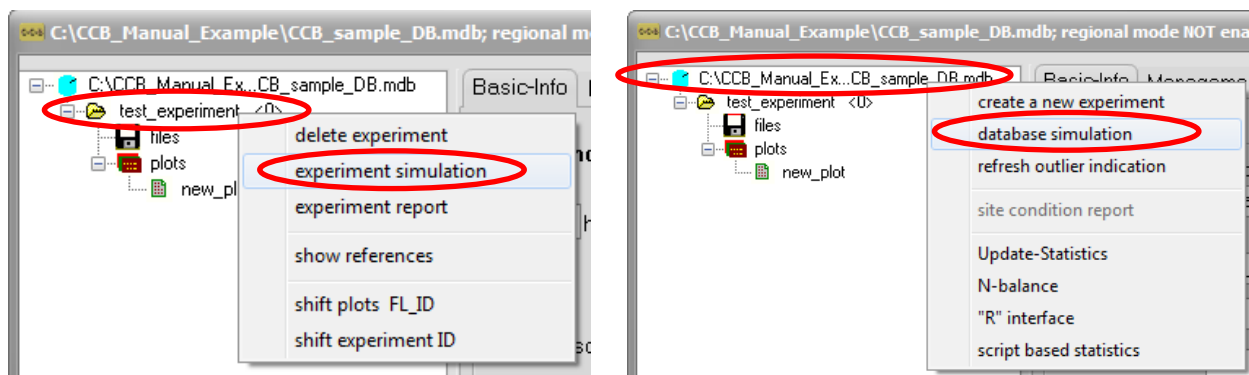 C:\CCB_Manual_Example\CCB_sample_DB.mdb; regional m
C:\CCB_Manual_Ex...CB_sample_DB.mdb
Basic-Info
test_experiment <0>
files
plots
new_pl
delete experiment
experiment simulation
experiment report
show references
shift plots FL_ID
shift experiment ID
C:\CCB_Manual_Example\CCB_sample_DB.mdb; regional mode NOT ena
C:\CCB_Manual_Ex...CB_sample_DB.mdb
Basic-Info Manageme
test_experiment <0>
files
plots
new_plot
create a new experiment
database simulation
refresh outlier indication
site condition report
Update-Statistics
N-balance
"R" interface
script based statistics